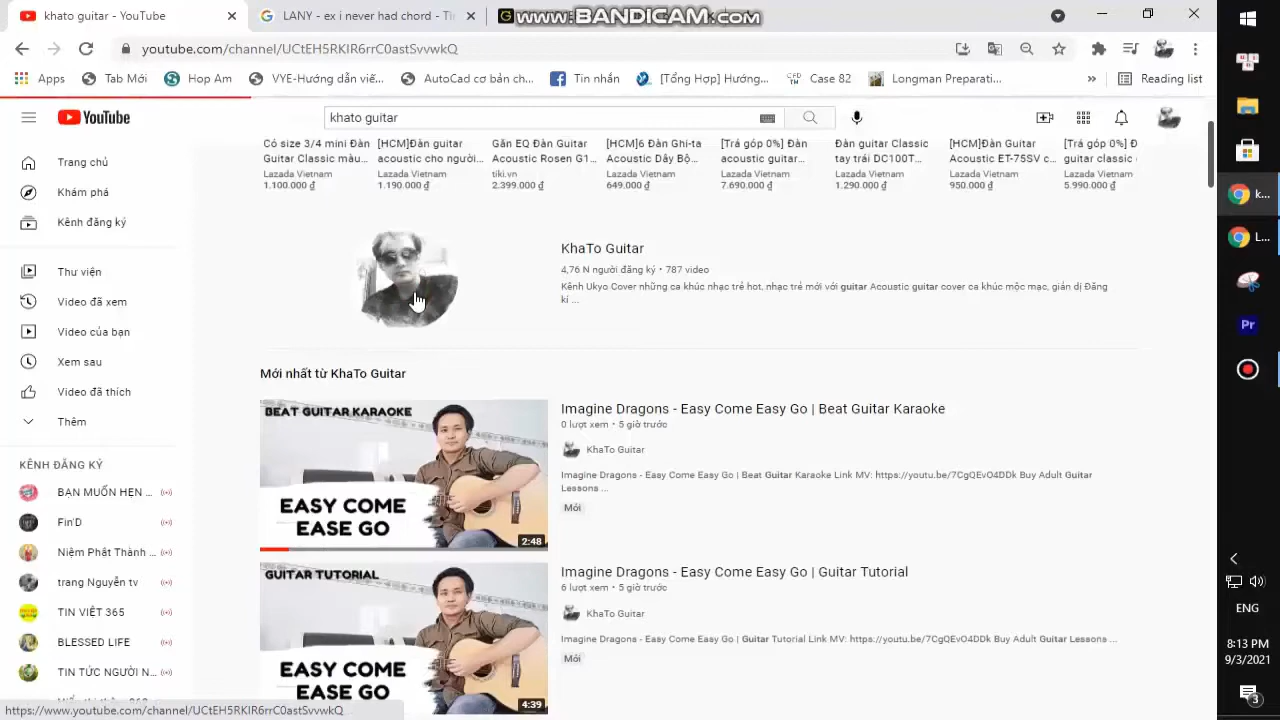 www.BANDICAM.com
khato guitar - YouTube
LANY - ex i never had chord - Th
youtube.com/channel/UCtEH5RKIR6rrC0astSvvwkQ
Apps
Tab Mới
Hop Am
VYE-Hướng dẫn viê...
AutoCad cơ bản ch...
Tin nhắn
[Tổng Hợp] Hướng...
Case 82
Longman Preparati...
»
Reading list
YouTube
khato guitar
Trang chủ
Khám phá
Kênh đăng ký
Thư viện
Video đã xem
Video của bạn
Xem sau
Video đã thích
Thêm
KÊNH ĐĂNG KÝ
BẠN MUỐN HẸN ...
Fin'D
Niệm Phật Thành ...
trang Nguyễn tv
TIN VIỆT 365
BLESSED LIFE
TIN TỨC NGƯỜI N...
https://www.youtube.com/channel/UCtEH5RKIR6rrC0astSvvwkQ
Có size 3/4 mini Đàn
Guitar Classic màu...
Lazada Vietnam
1.100.000 ₫
[HCM]Đàn guitar
acoustic cho người...
Lazada Vietnam
1.190.000 ₫
Gắn EQ Đàn Guitar
Acoustic Rosen G1...
tiki.vn
2.399.000 ₫
[HCM]6 Đàn Ghi-ta
Acoustic Dây Bộ...
Lazada Vietnam
649.000 ₫
[Trả góp 0%] Đàn
acoustic guitar...
Lazada Vietnam
7.690.000 ₫
Đàn guitar Classic
tay trái DC100T...
Lazada Vietnam
1.290.000 ₫
[HCM]Đàn Guitar
Acoustic ET-75SV c...
Lazada Vietnam
950.000 ₫
[Trả góp 0%] Đàn
guitar classic
Lazada Vietnam
5.990.000 ₫
KhaTo Guitar
4,76 N người đăng ký • 787 video
Kênh Ukyo Cover những ca khúc nhạc trẻ hot, nhạc trẻ mới với guitar Acoustic guitar cover ca khúc mộc mạc, giản dị Đăng
kí ...
Mới nhất từ KhaTo Guitar
BEAT GUITAR KARAOKE
EASY COME
EASE GO
2:48
Imagine Dragons - Easy Come Easy Go | Beat Guitar Karaoke
0 lượt xem • 5 giờ trước
KhaTo Guitar
Imagine Dragons - Easy Come Easy Go | Beat Guitar Karaoke Link MV: https://youtu.be/7CgQEvO4DDk Buy Adult Guitar
Lessons ...
Mới
GUITAR TUTORIAL
EASY COME
EASE GO
4:39
Imagine Dragons - Easy Come Easy Go | Guitar Tutorial
6 lượt xem • 5 giờ trước
KhaTo Guitar
Imagine Dragons - Easy Come Easy Go | Guitar Tutorial Link MV: https://youtu.be/7CgQEvO4DDk Buy Adult Guitar Lessons ...
Mới
k...
L...
Pr
ENG
8:13 PM
9/3/2021
3